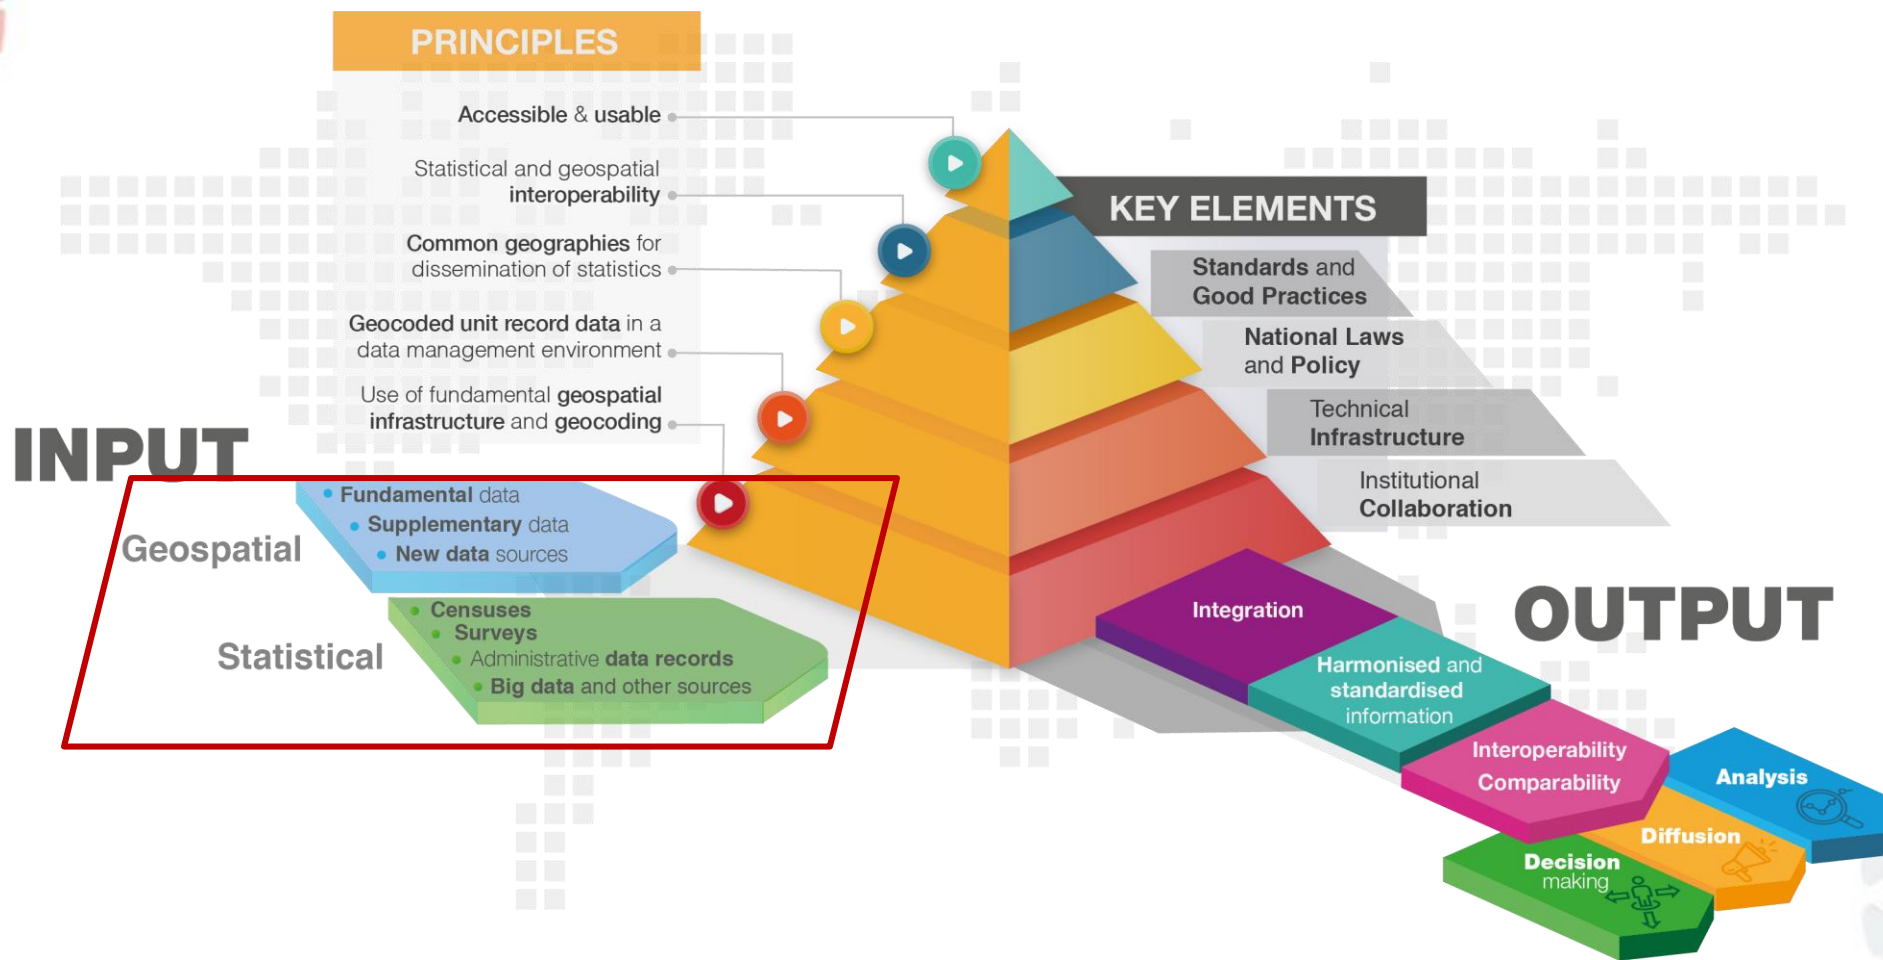 PRINCIPLES
Accessible & usable
Statistical and geospatial
interoperability
Common geographies for
dissemination of statistics
Geocoded unit record data in a
data management environment
Use of fundamental geospatial
infrastructure and geocoding
KEY ELEMENTS
Standards and
Good Practices
National Laws
and Policy
Technical
Infrastructure
Institutional
Collaboration
INPUT
Geospatial
• Fundamental data
• Supplementary data
• New data sources
Statistical
• Censuses
• Surveys
• Administrative data records
• Big data and other sources
OUTPUT
Integration
Harmonised and
standardised
information
Interoperability
Comparability
Analysis
Diffusion
Decision
making